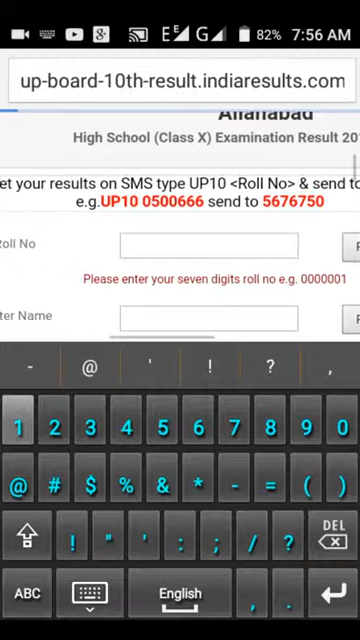 82% 7:56 AM
up-board-10th-result.indiaresults.com
Allahabad
High School (Class X) Examination Result 20
et your results on SMS type UP10 <Roll No> & send to
e.g.UP10 0500666 send to 5676750
Roll No
Please enter your seven digits roll no e.g. 0000001
ter Name
- @ ' ! ? ,
1 2 3 4 5 6 7 8 9 0
@ # $ % & * - = ( )
! " ' : ; / ? DEL
ABC English , .